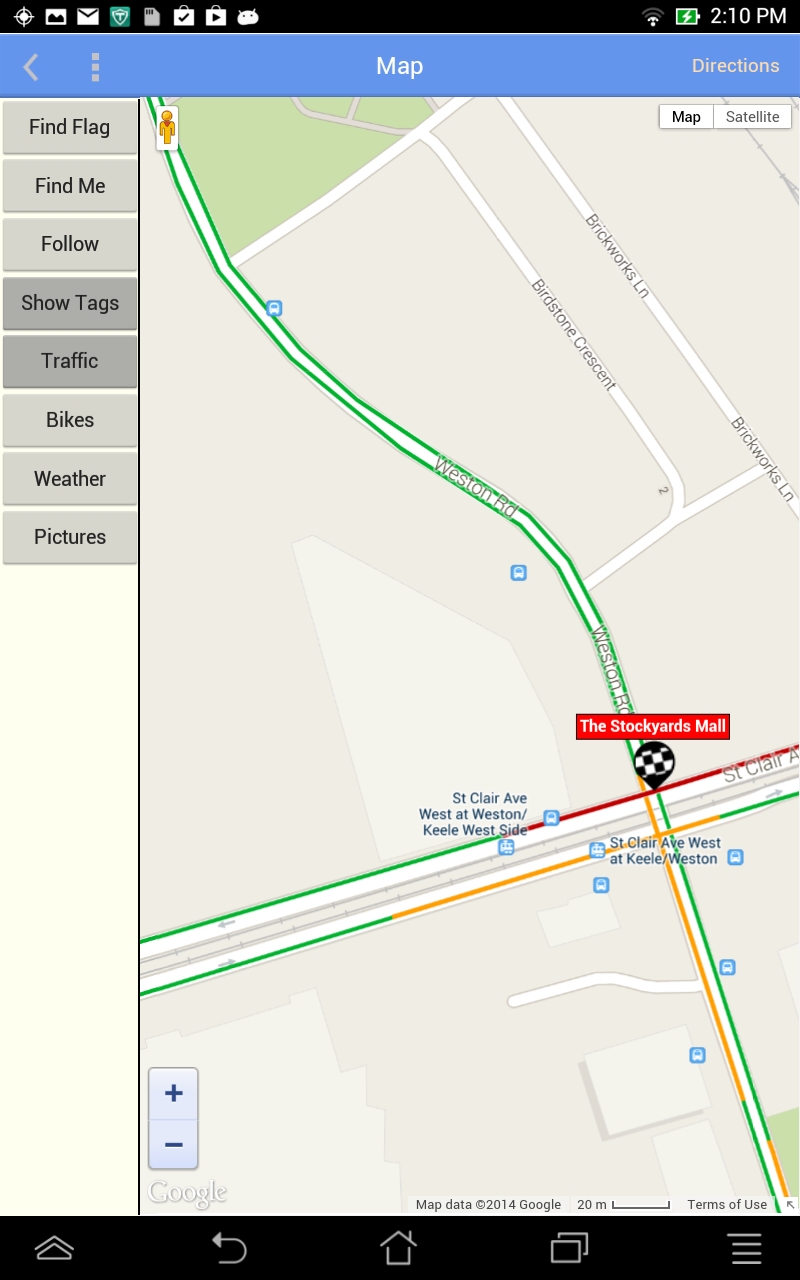 2:10 PM
Map
Directions
Find Flag
Find Me
Follow
Show Tags
Traffic
Bikes
Weather
Pictures
Map
Satellite
Brickworks Ln
Birdstone Crescent
Brickworks Ln
Weston Rd
2
Weston Rd
The Stockyards Mall
St Clair A
St Clair Ave
West at Weston/
Keele West Side
St Clair Ave West
at Keele/Weston
+
−
Google
Map data ©2014 Google
20 m
Terms of Use